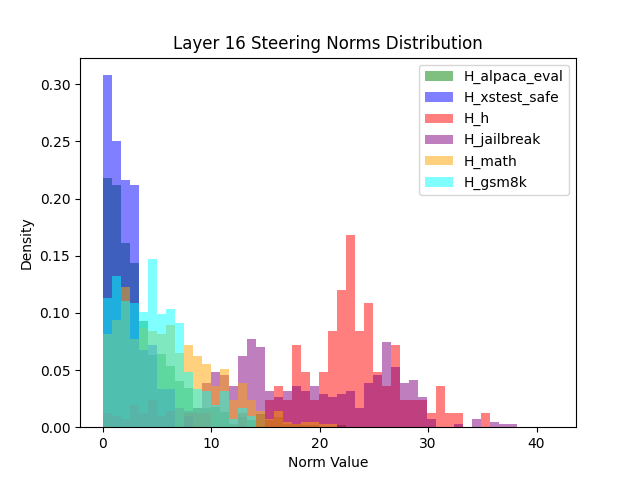 Layer 16 Steering Norms Distribution
Density
0.30
0.25
0.20
0.15
0.10
0.05
0.00
H_alpaca_eval
H_xstest_safe
H_h
H_jailbreak
H_math
H_gsm8k
0 10 20 30 40
Norm Value